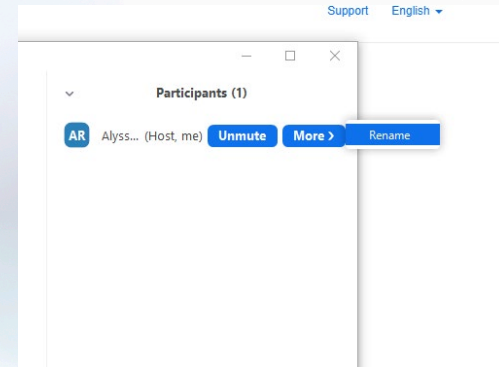 Support English
Participants (1)
AR Alyss... (Host, me) Unmute More > Rename